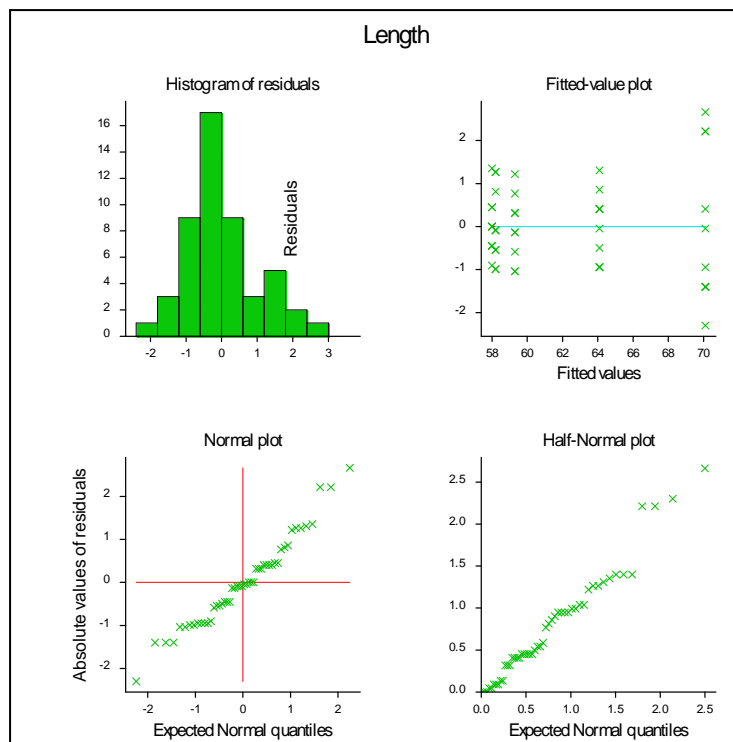 Length
Histogram of residuals
16
14
12
10
8
6
4
2
0
-2 -1 0 1 2 3
Residuals
Fitted-value plot
2
1
0
-1
-2
58 60 62 64 66 68 70
Fitted values
Normal plot
Absolute values of residuals
2
1
0
-1
-2
-2 -1 0 1 2
Expected Normal quantiles
Half-Normal plot
2.5
2.0
1.5
1.0
0.5
0.0
0.0 0.5 1.0 1.5 2.0 2.5
Expected Normal quantiles